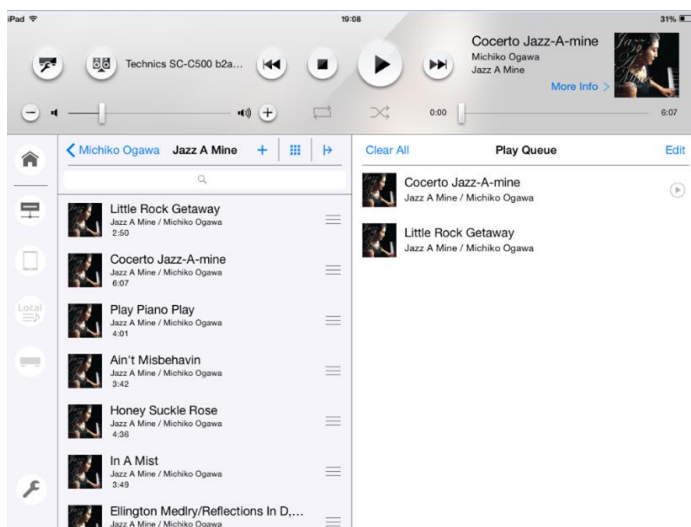 iPad 19:08 31%
Technics SC-C500 b2a...
Cocerto Jazz-A-mine
Michiko Ogawa
Jazz A Mine
More Info >
0:00 6:07
Michiko Ogawa Jazz A Mine
Little Rock Getaway
Jazz A Mine / Michiko Ogawa
2:50
Cocerto Jazz-A-mine
Jazz A Mine / Michiko Ogawa
6:07
Play Piano Play
Jazz A Mine / Michiko Ogawa
4:01
Ain't Misbehavin
Jazz A Mine / Michiko Ogawa
3:42
Honey Suckle Rose
Jazz A Mine / Michiko Ogawa
4:36
In A Mist
Jazz A Mine / Michiko Ogawa
3:49
Ellington Medlry/Reflections In D,...
Jazz A Mine / Michiko Ogawa
Local
Clear All Play Queue Edit
Cocerto Jazz-A-mine
Jazz A Mine / Michiko Ogawa
Little Rock Getaway
Jazz A Mine / Michiko Ogawa